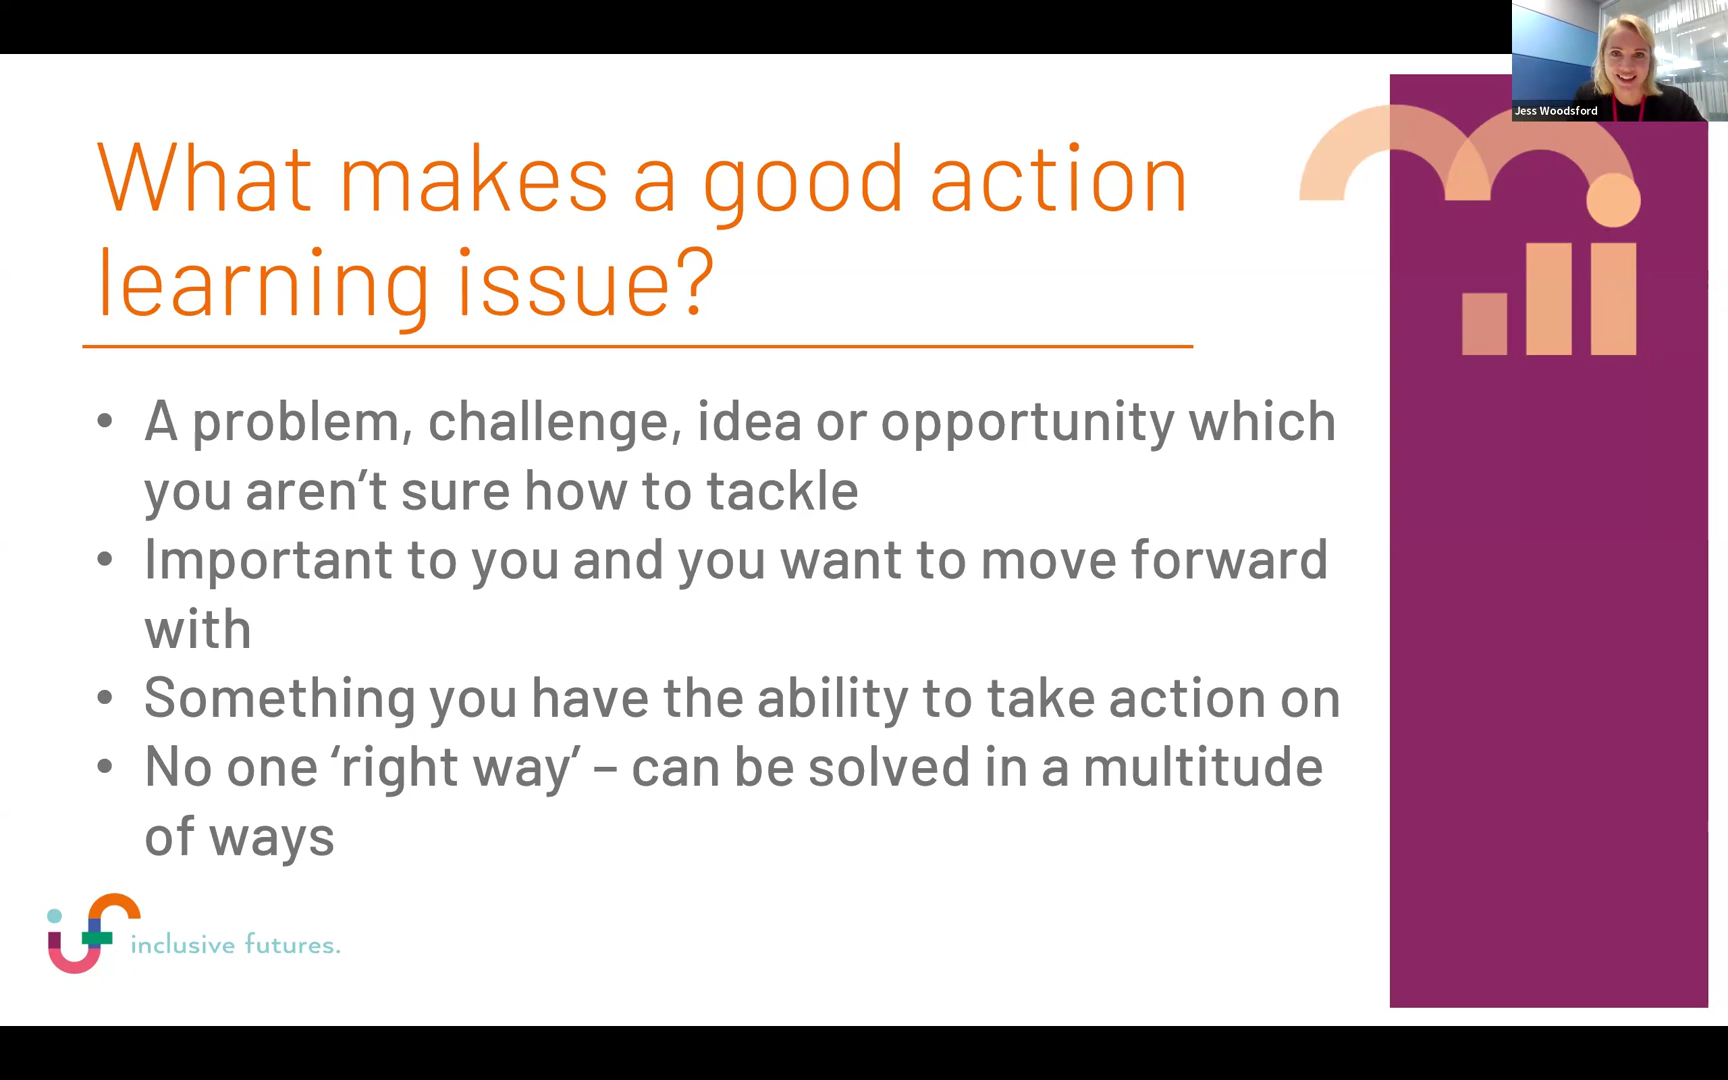 Jess Woodsford
What makes a good action
learning issue?
• A problem, challenge, idea or opportunity which
you aren’t sure how to tackle
• Important to you and you want to move forward
with
• Something you have the ability to take action on
• No one ‘right way’ – can be solved in a multitude
of ways
if inclusive futures.